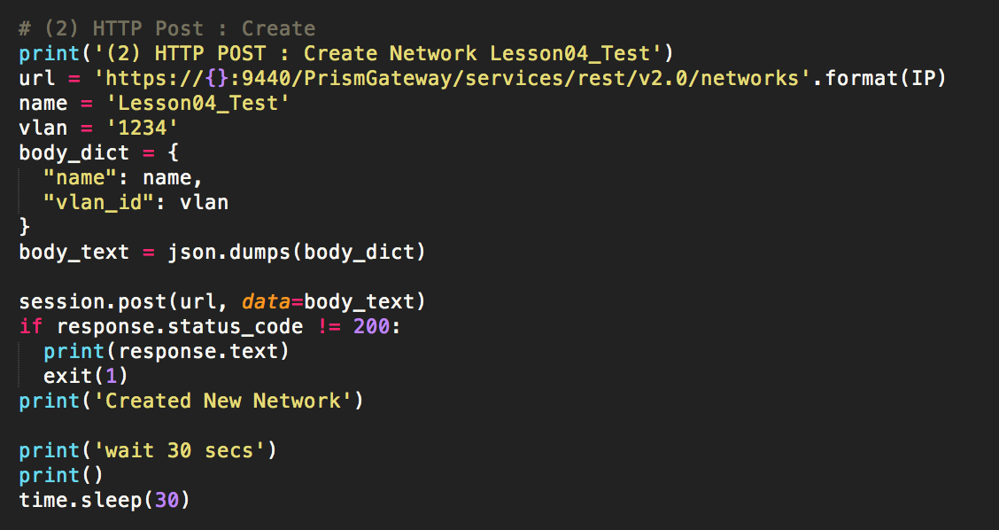 # (2) HTTP Post : Create
print('(2) HTTP POST : Create Network Lesson04_Test')
url = 'https://{}:9440/PrismGateway/services/rest/v2.0/networks'.format(IP)
name = 'Lesson04_Test'
vlan = '1234'
body_dict = {
  "name": name,
  "vlan_id": vlan
}
body_text = json.dumps(body_dict)

session.post(url, data=body_text)
if response.status_code != 200:
  print(response.text)
  exit(1)
print('Created New Network')

print('wait 30 secs')
print()
time.sleep(30)